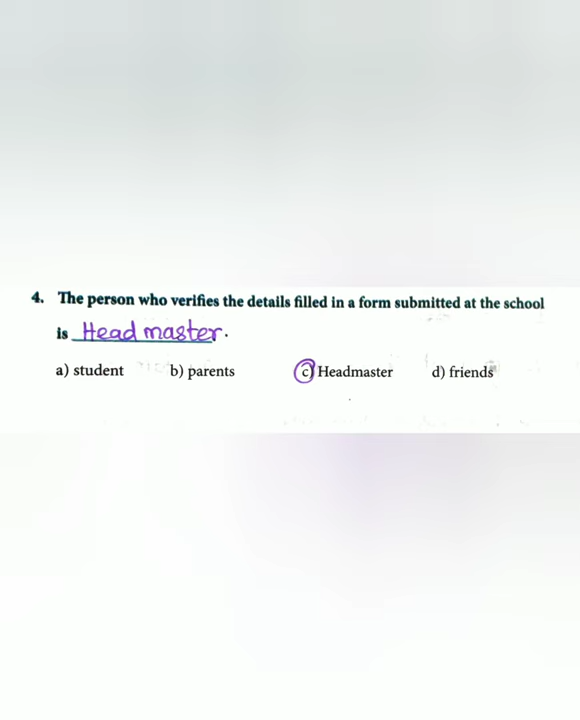 4. The person who verifies the details filled in a form submitted at the school
is Head master.
a) student b) parents c) Headmaster d) friends